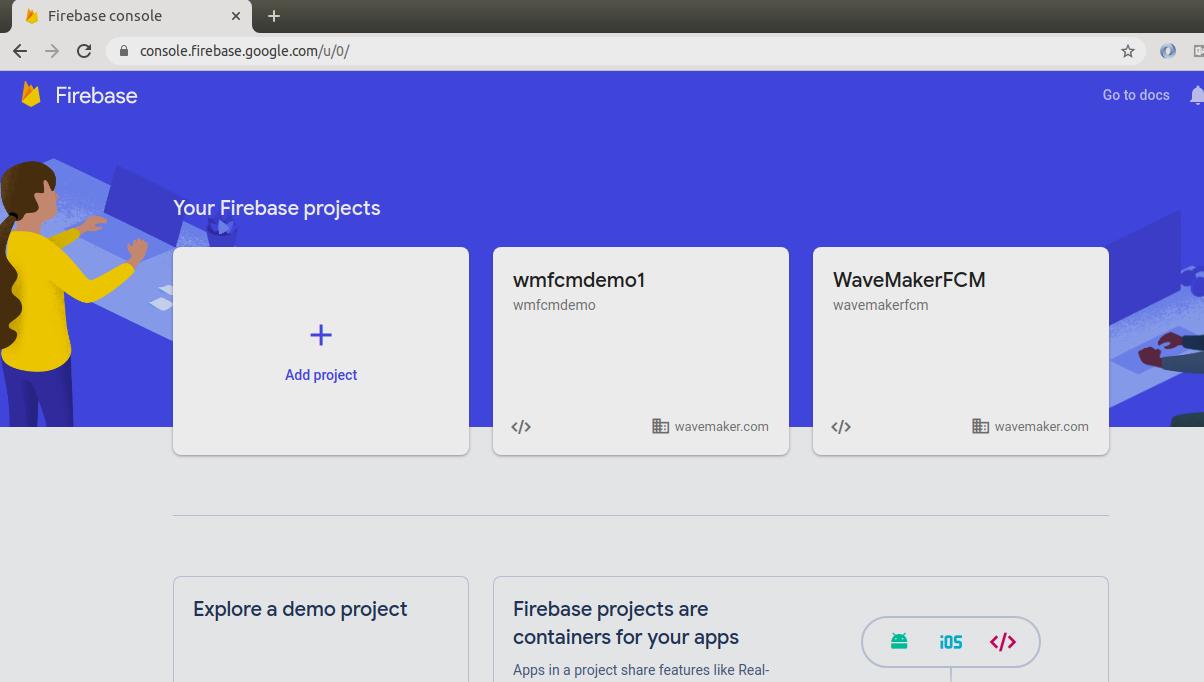 Firebase console
console.firebase.google.com/u/0/
Firebase
Go to docs
Your Firebase projects
Add project
wmfcmdemo1
wmfcmdemo
wavemaker.com
WaveMakerFCM
wavemakerfcm
wavemaker.com
Explore a demo project
Firebase projects are
containers for your apps
Apps in a project share features like Real-
iOS